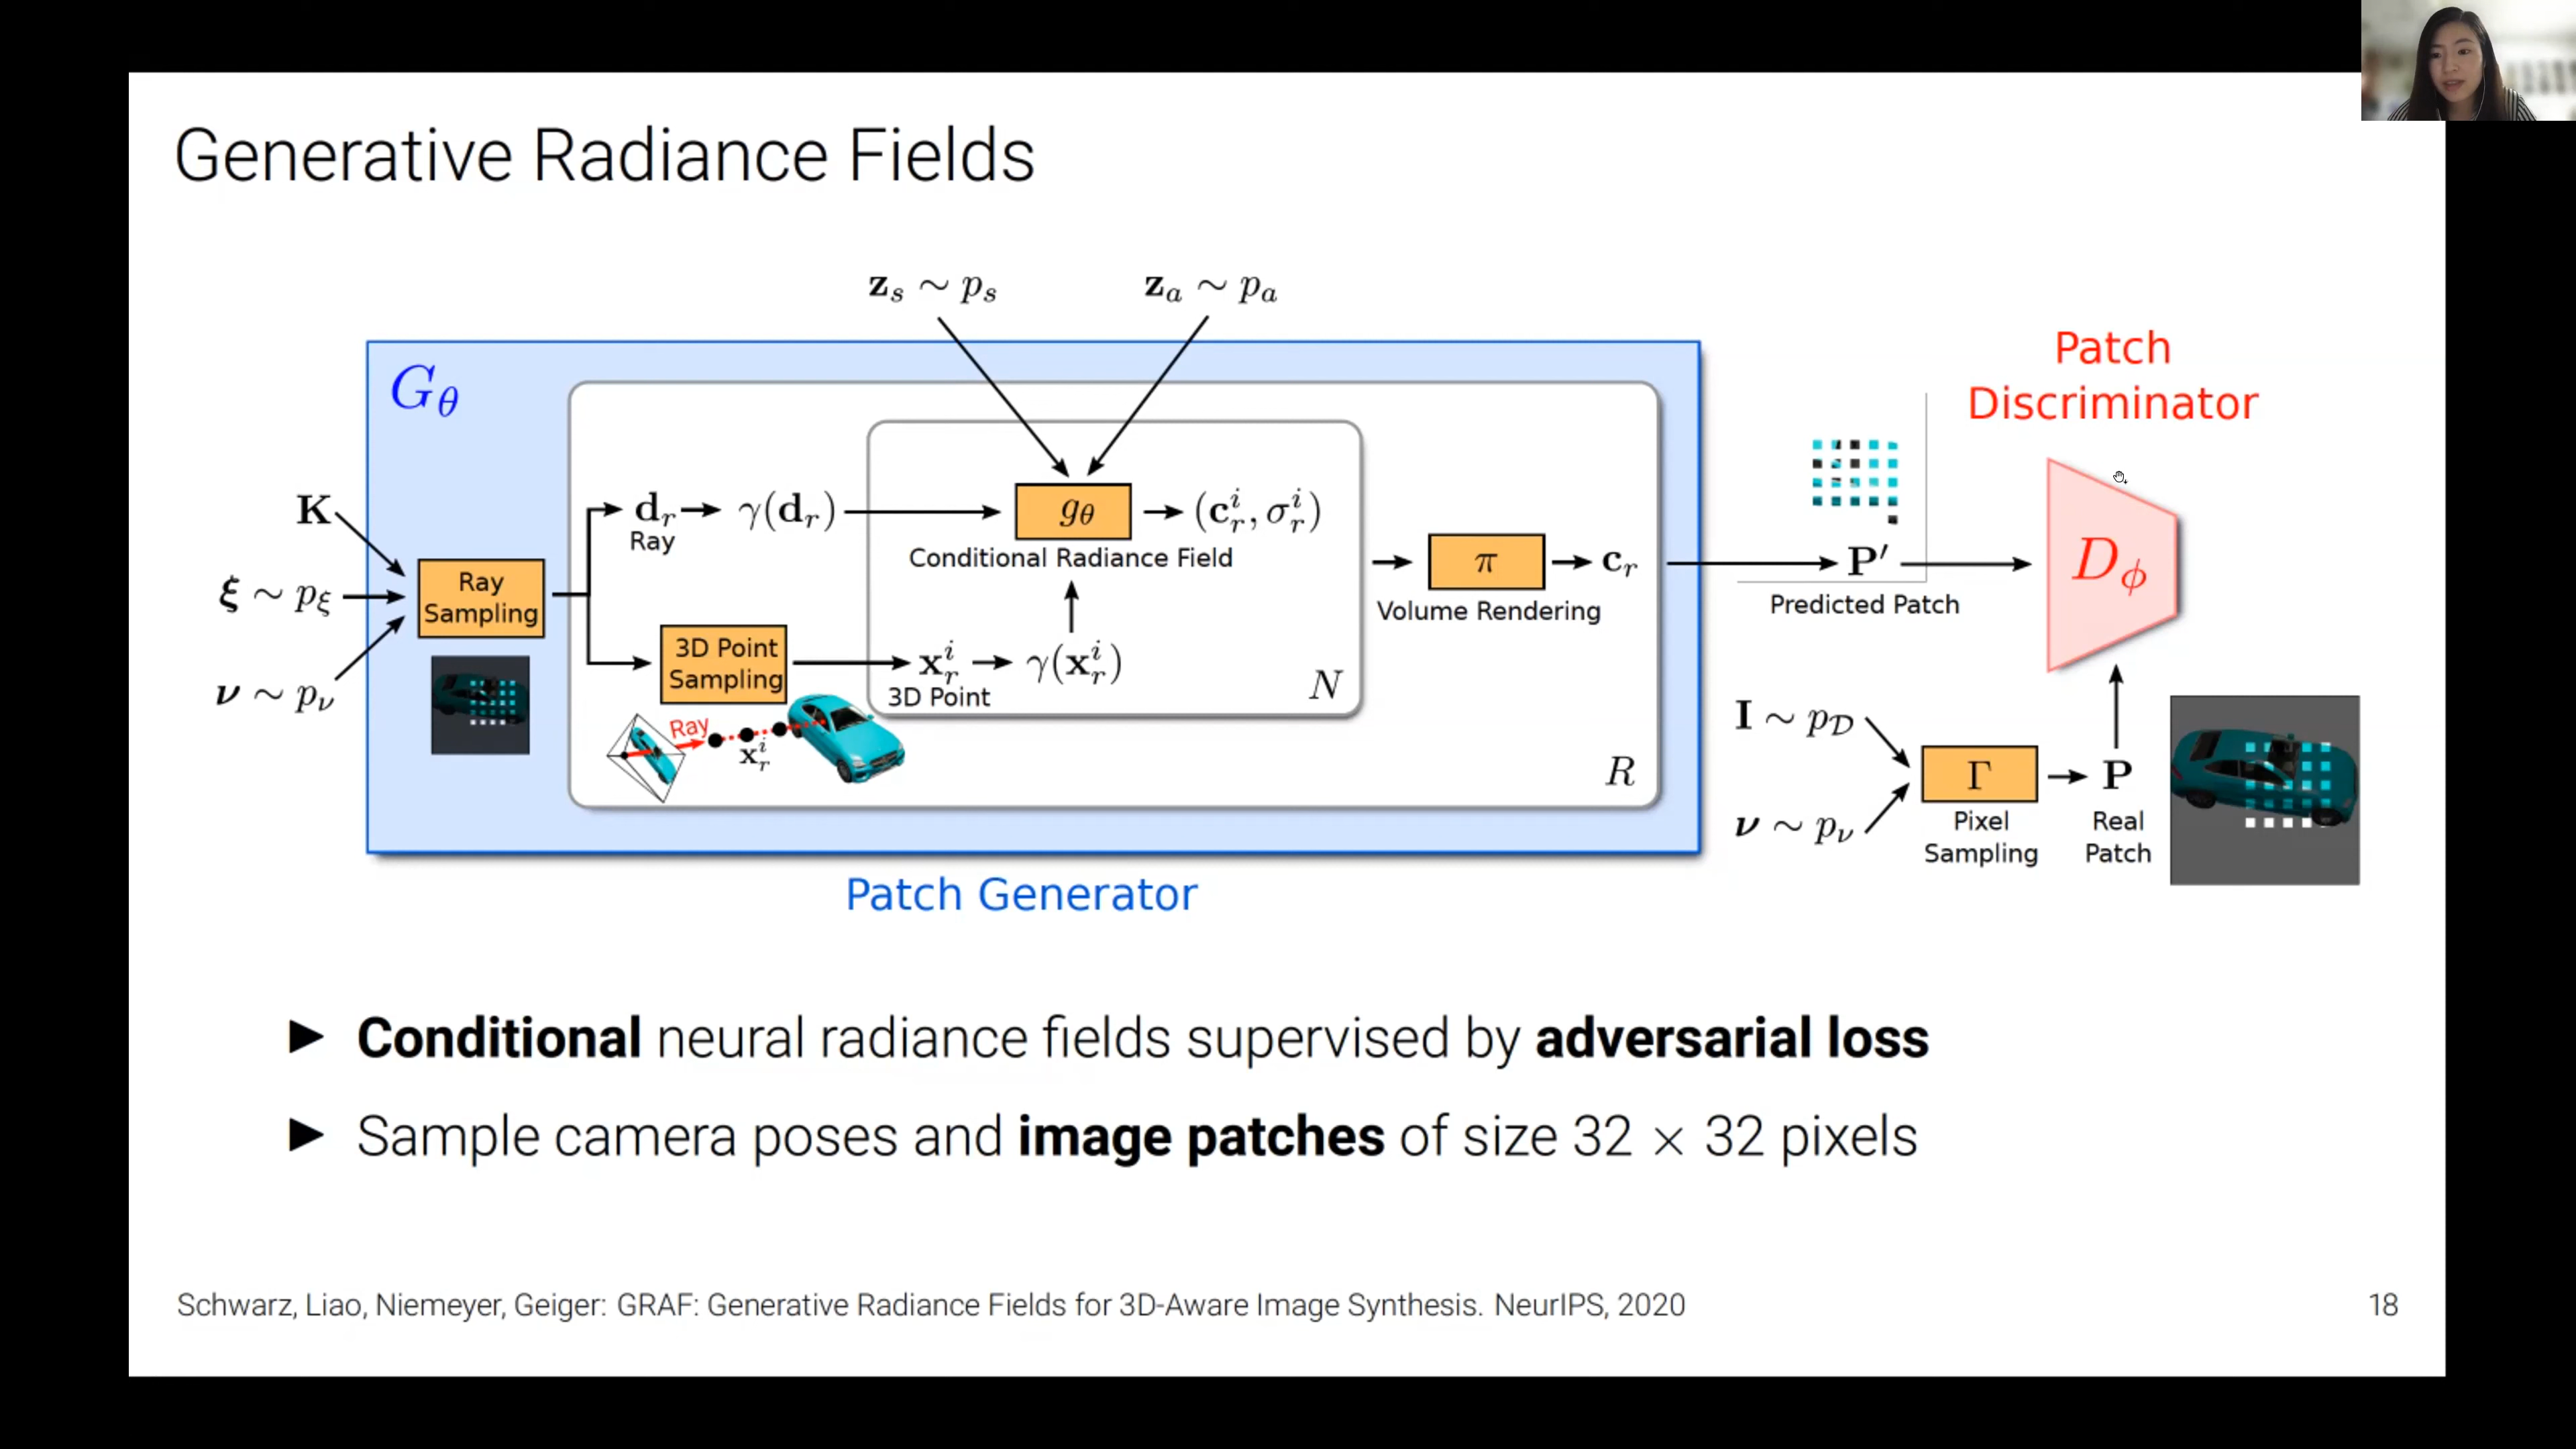 Generative Radiance Fields
z_s ∼ p_s
z_a ∼ p_a
G_θ
Patch
Discriminator
K
ξ ∼ p_ξ
ν ∼ p_ν
Ray
Sampling
d_r
Ray
γ(d_r)
g_θ
(c_r^i, σ_r^i)
Conditional Radiance Field
3D Point
Sampling
x_r^i
3D Point
γ(x_r^i)
N
Ray
x_r^i
π
c_r
Volume Rendering
R
P′
Predicted Patch
D_ϕ
I ∼ p_𝒟
ν ∼ p_ν
Γ
Pixel
Sampling
P
Real
Patch
Patch Generator
► Conditional neural radiance fields supervised by adversarial loss
► Sample camera poses and image patches of size 32 × 32 pixels
Schwarz, Liao, Niemeyer, Geiger: GRAF: Generative Radiance Fields for 3D-Aware Image Synthesis. NeurIPS, 2020
18